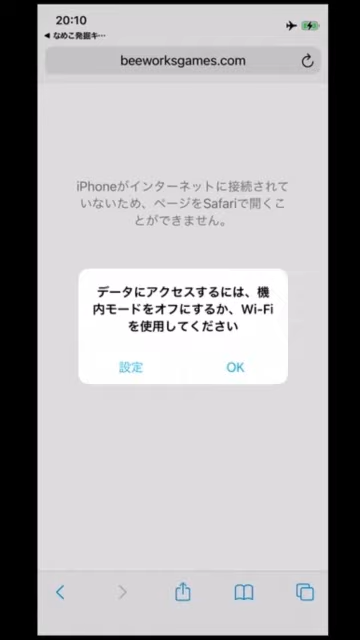 20:10
◀ なめこ発掘キ…
beeworksgames.com
iPhoneがインターネットに接続されて
いないため、ページをSafariで開くこ
とができません。
データにアクセスするには、機
内モードをオフにするか、Wi-Fi
を使用してください
設定
OK